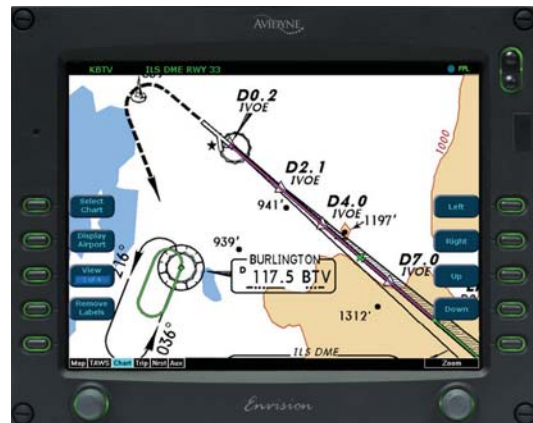 AVIDYNE
KBTV ILS DME RWY 33 FPL
D0.2
IVOE
1000
D2.1
IVOE
941'
D4.0
IVOE
1197'
939'
BURLINGTON
D 117.5 BTV
D7.0
IVOE
216°
036°
1312'
ILS DME
Select
Chart
Display
Airport
View
Remove
Labels
Left
Right
Up
Down
Map TAWS Chart Trip Nrst Aux
Zoom
Envision